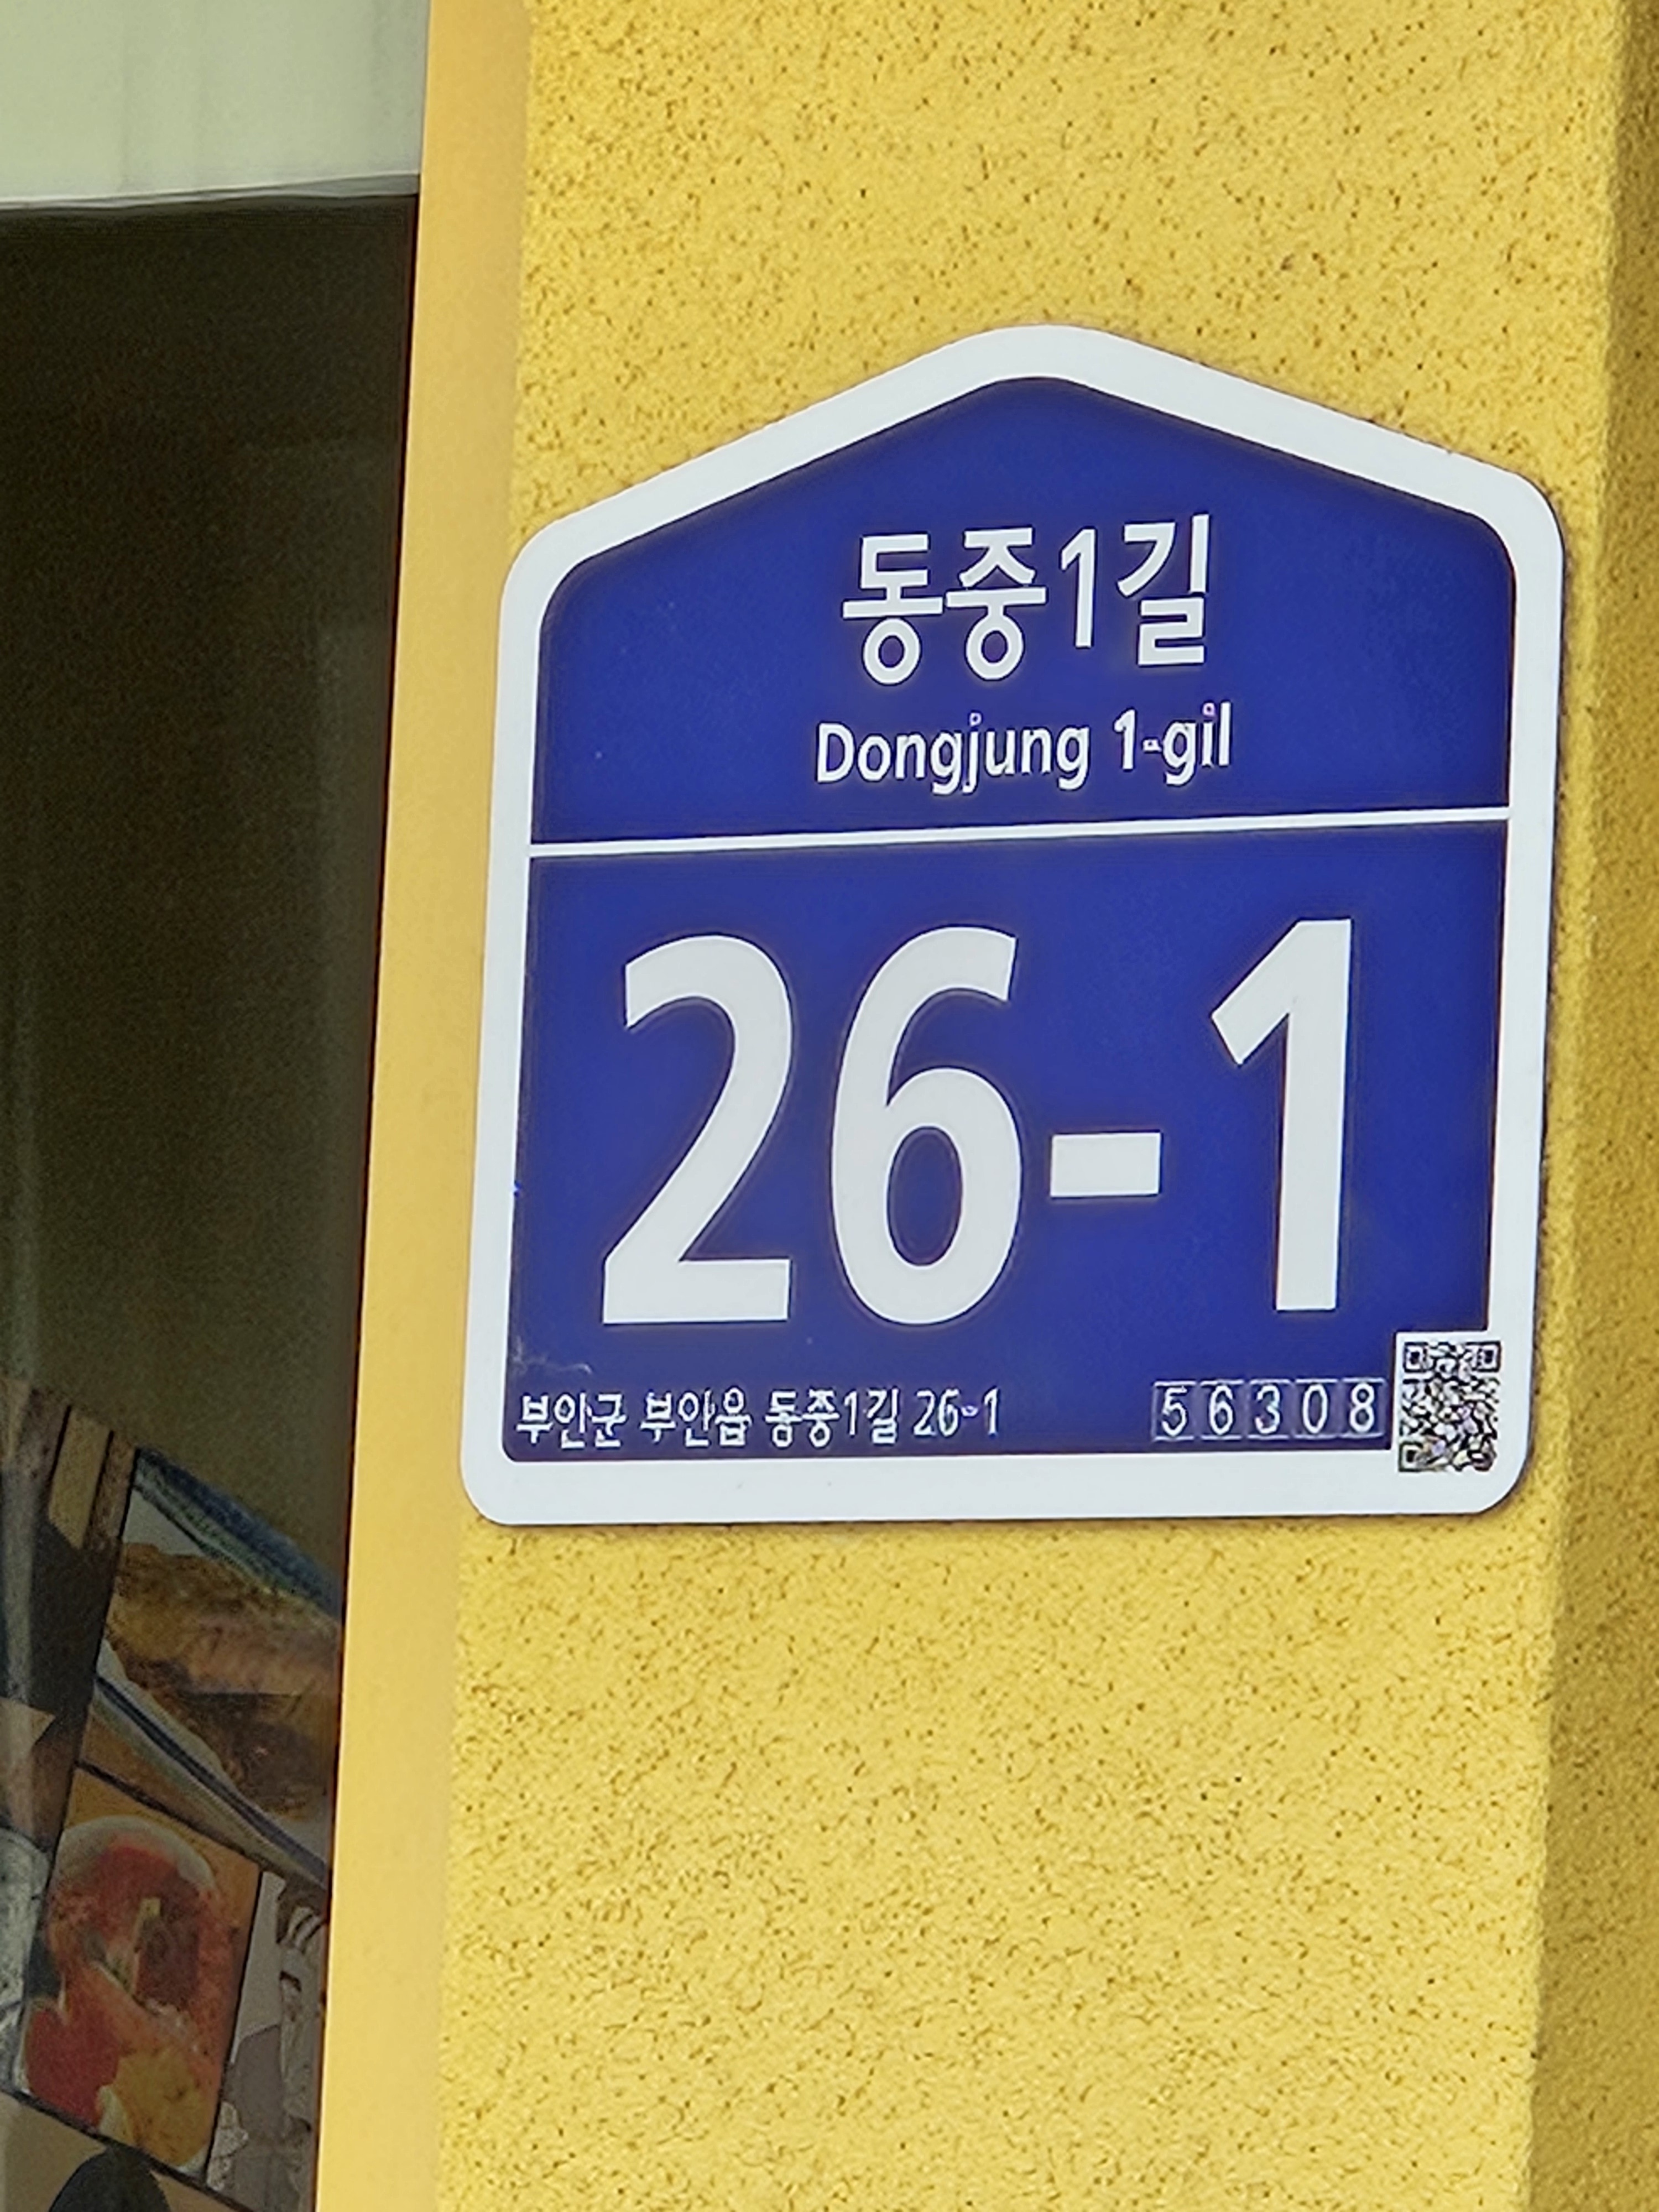 동중1길
Dongjung 1-gil
26-1
부안군 부안읍 동중1길 26-1 56308